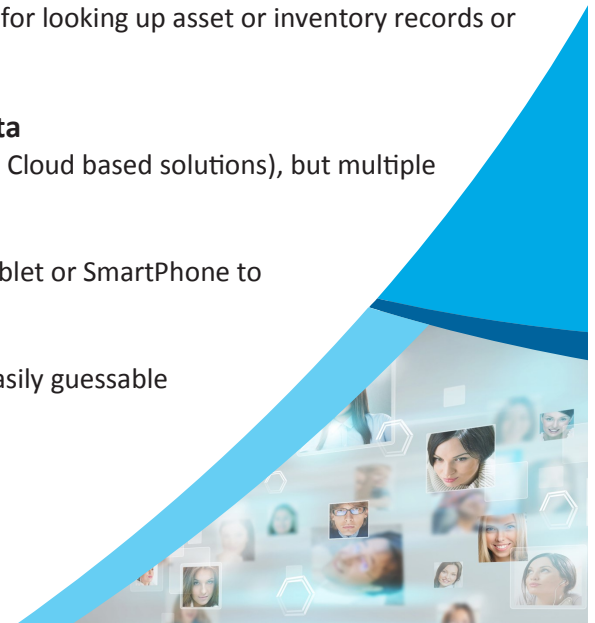 for looking up asset or inventory records or
ta
Cloud based solutions), but multiple
blet or SmartPhone to
asily guessable